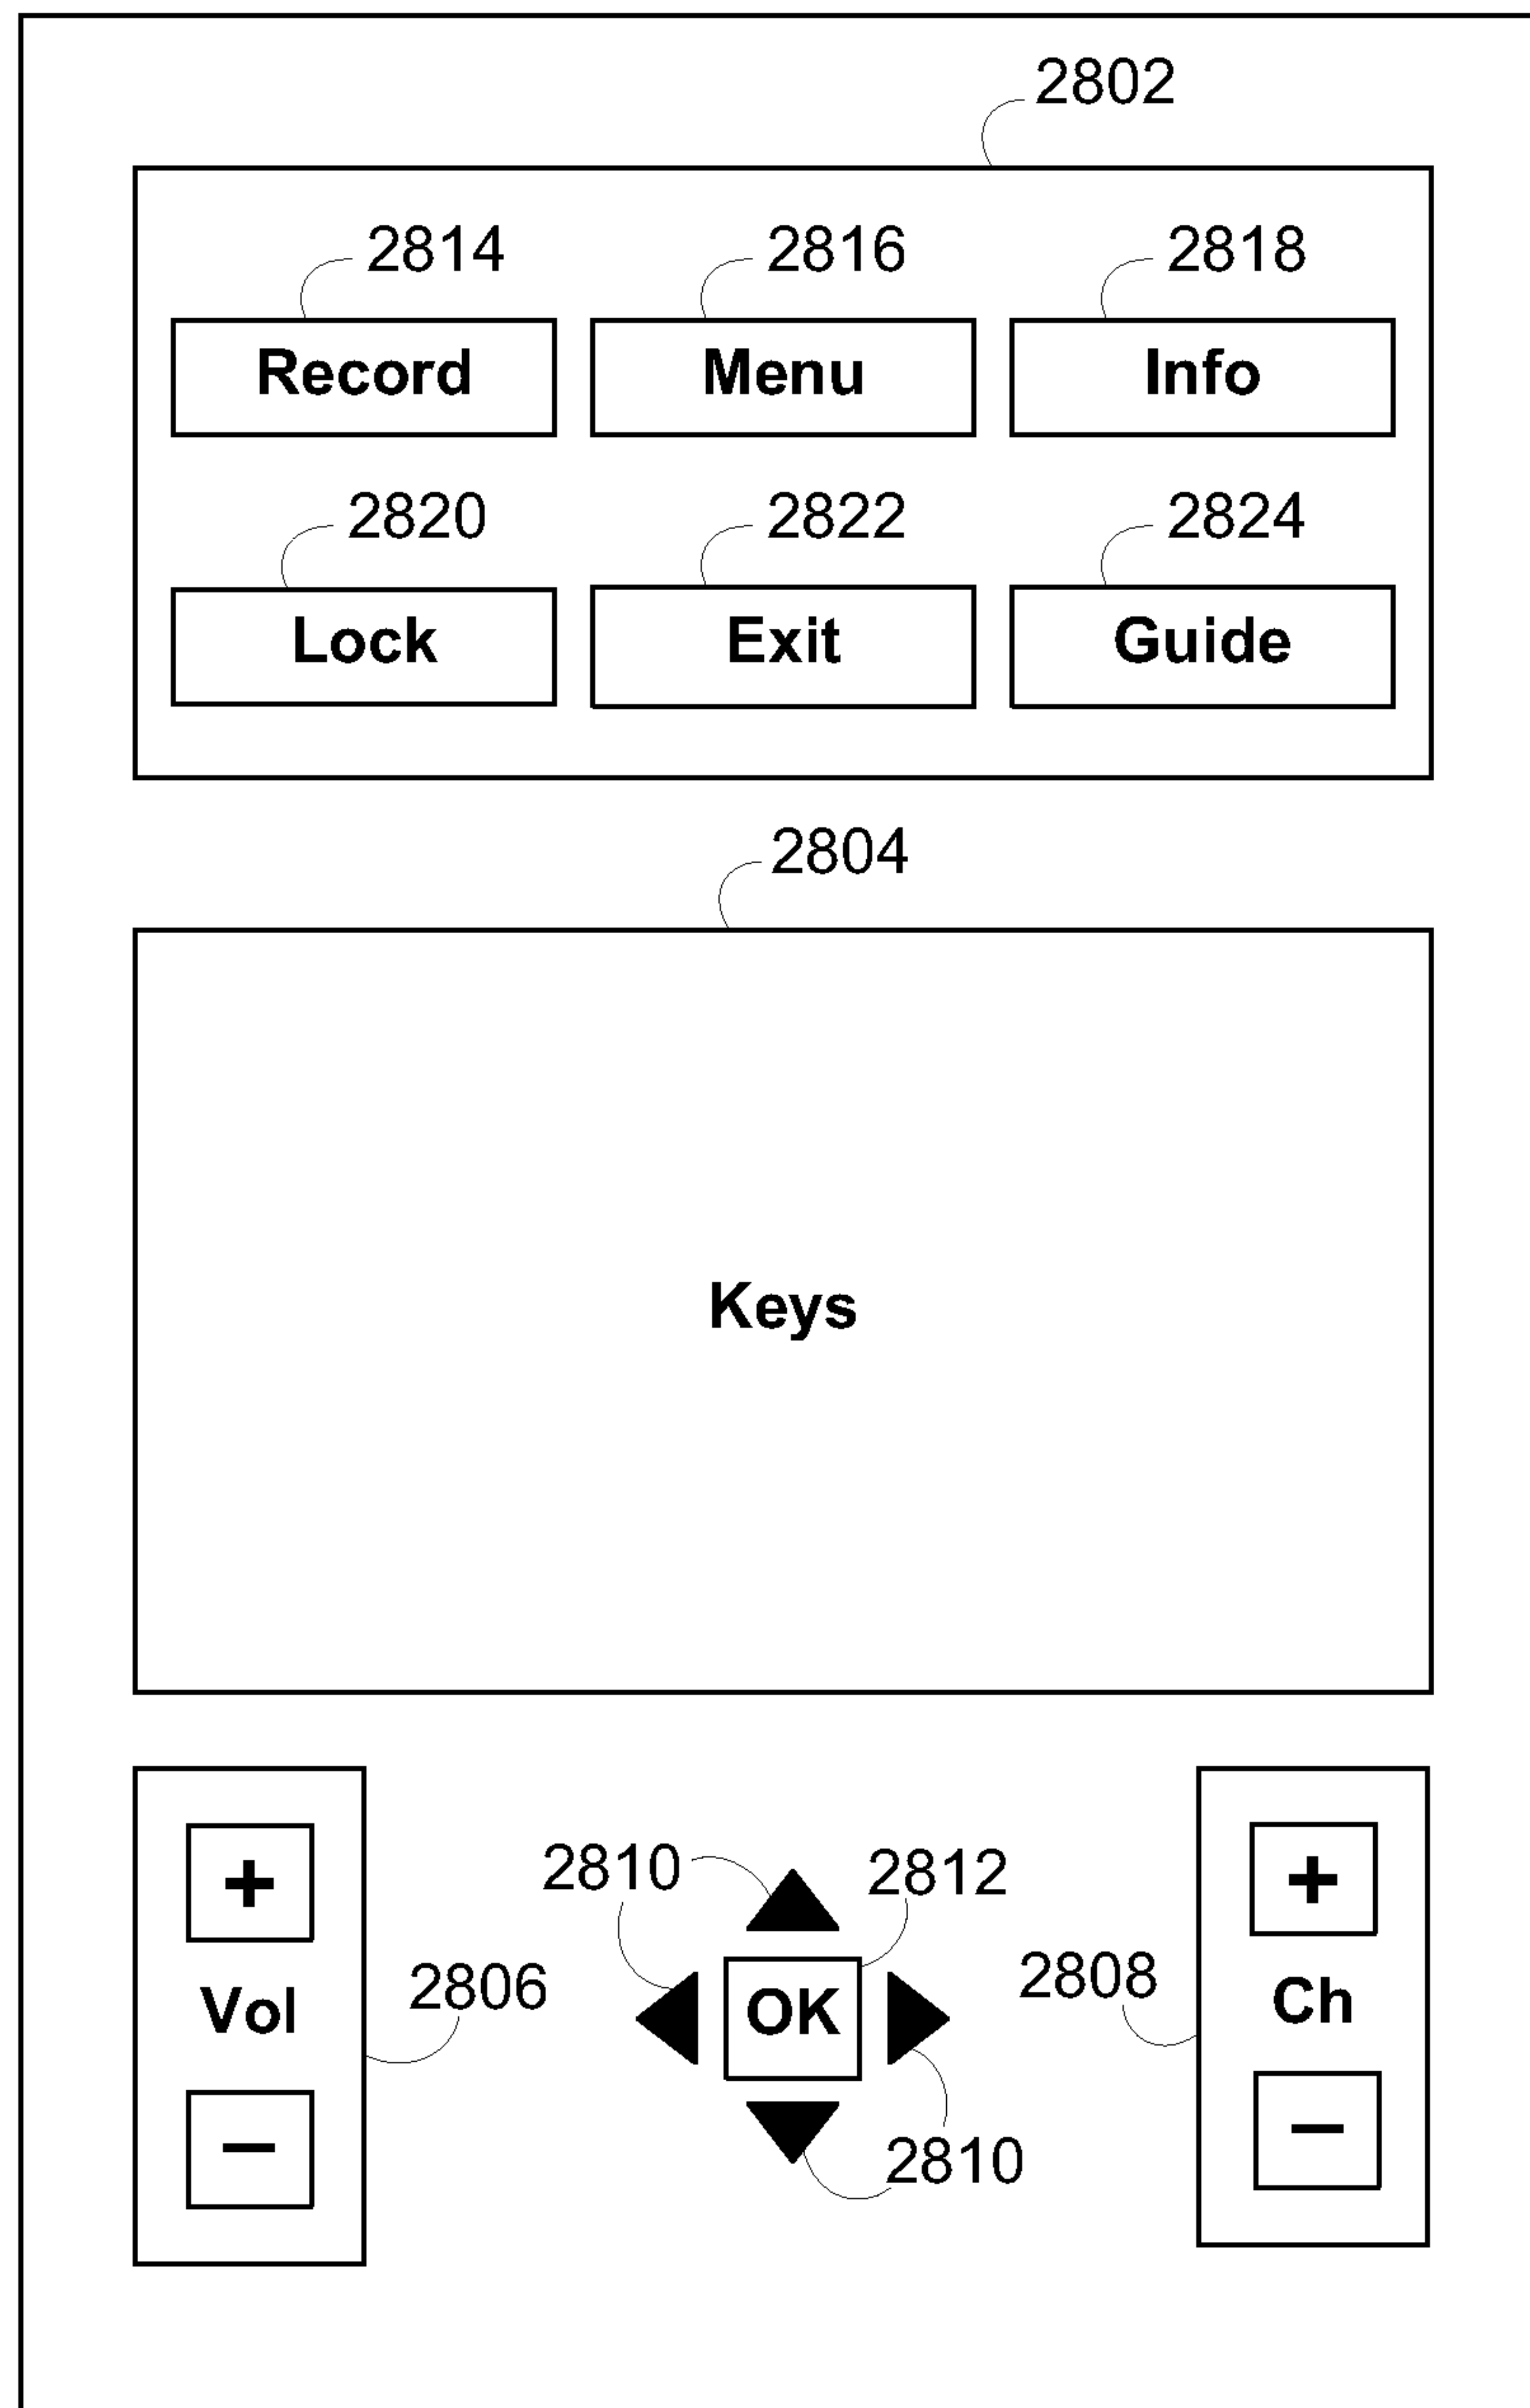 2802
2814 2816 2818
Record Menu Info
2820 2822 2824
Lock Exit Guide
2804
Keys
+ 2810 2812 +
Vol 2806 OK 2808 Ch
− 2810 −